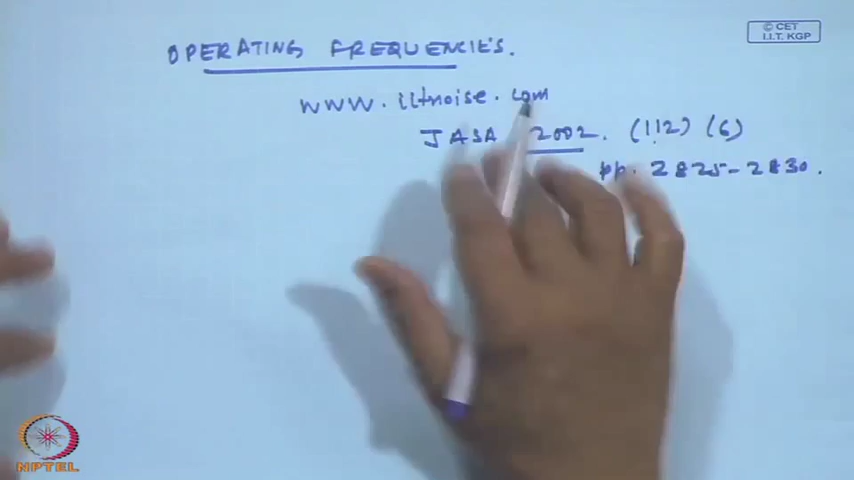 © CET
I.I.T. KGP
OPERATING FREQUENCIES.
www.iitnoise.com
JASA 2002. (112) (6)
pp. 2825-2830.
NPTEL